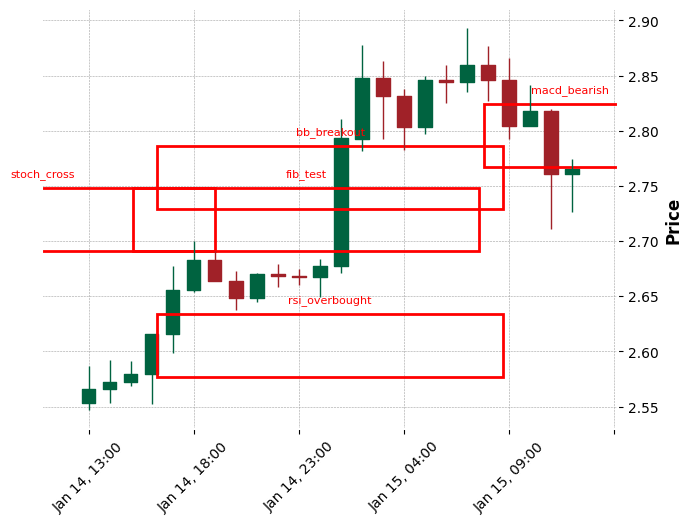 2.90
2.85
macd_bearish
2.80
bb_breakout
stoch_cross
fib_test
2.75
Price
2.70
2.65
rsi_overbought
2.60
2.55
Jan 14, 13:00
Jan 14, 18:00
Jan 14, 23:00
Jan 15, 04:00
Jan 15, 09:00